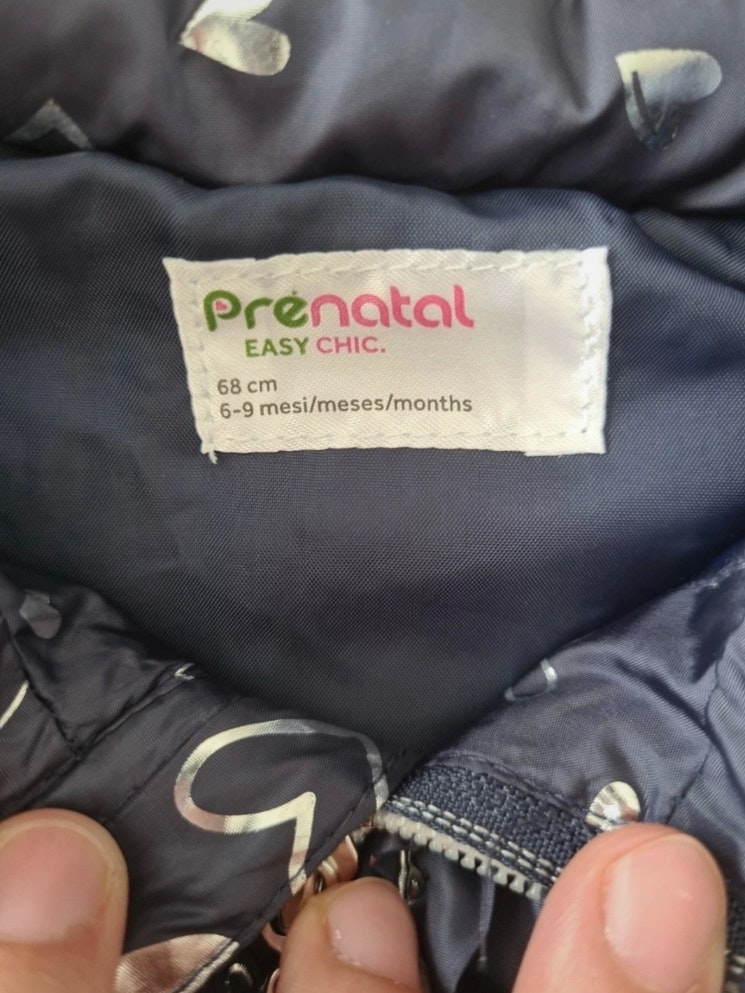 Prénatal
EASY CHIC.
68 cm
6-9 mesi/meses/months